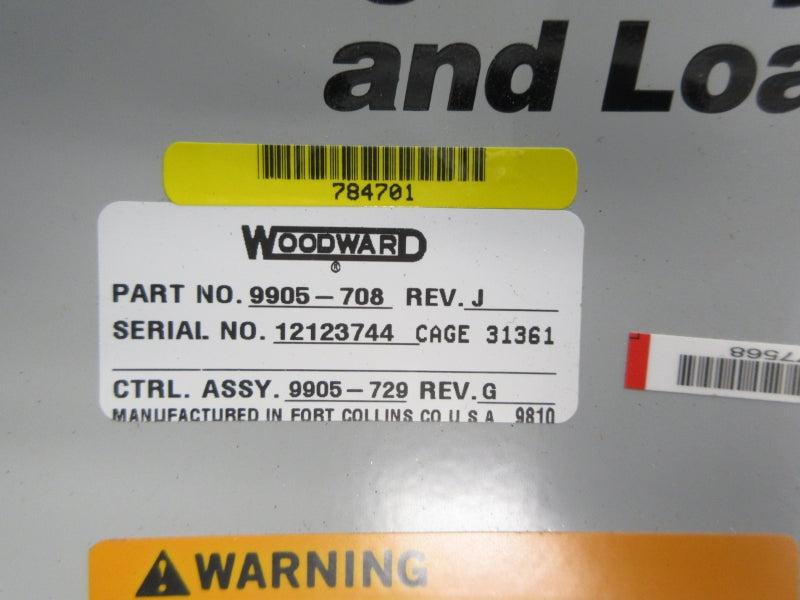 and Loa
784701
WOODWARD
®
PART NO. 9905-708 REV. J
SERIAL NO. 12123744 CAGE 31361
CTRL. ASSY. 9905-729 REV. G
MANUFACTURED IN FORT COLLINS CO U S A 9810
7568
WARNING